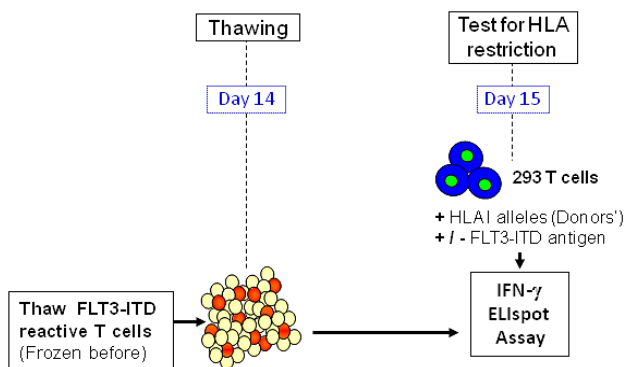 Thawing
Test for HLA
restriction
Day 14
Day 15
293 T cells
+ HLAI alleles (Donors')
+ / - FLT3-ITD antigen
Thaw FLT3-ITD
reactive T cells
(Frozen before)
IFN-γ
ELIspot
Assay